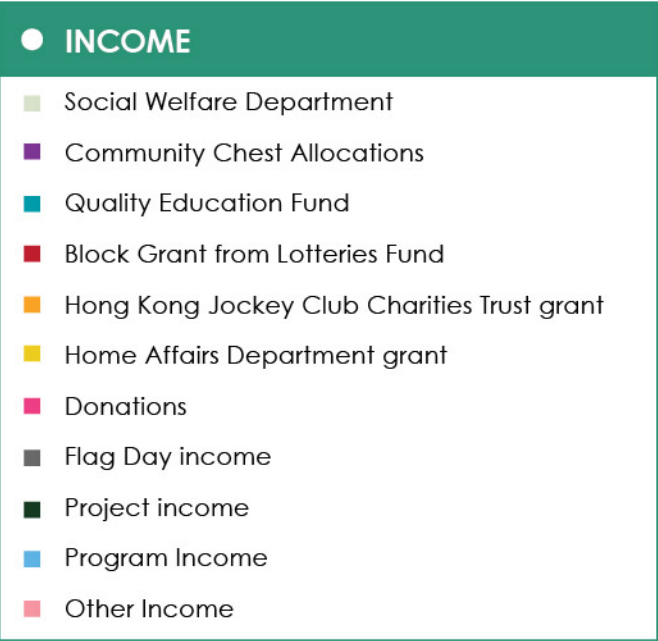 INCOME
Social Welfare Department
Community Chest Allocations
Quality Education Fund
Block Grant from Lotteries Fund
Hong Kong Jockey Club Charities Trust grant
Home Affairs Department grant
Donations
Flag Day income
Project income
Program Income
Other Income